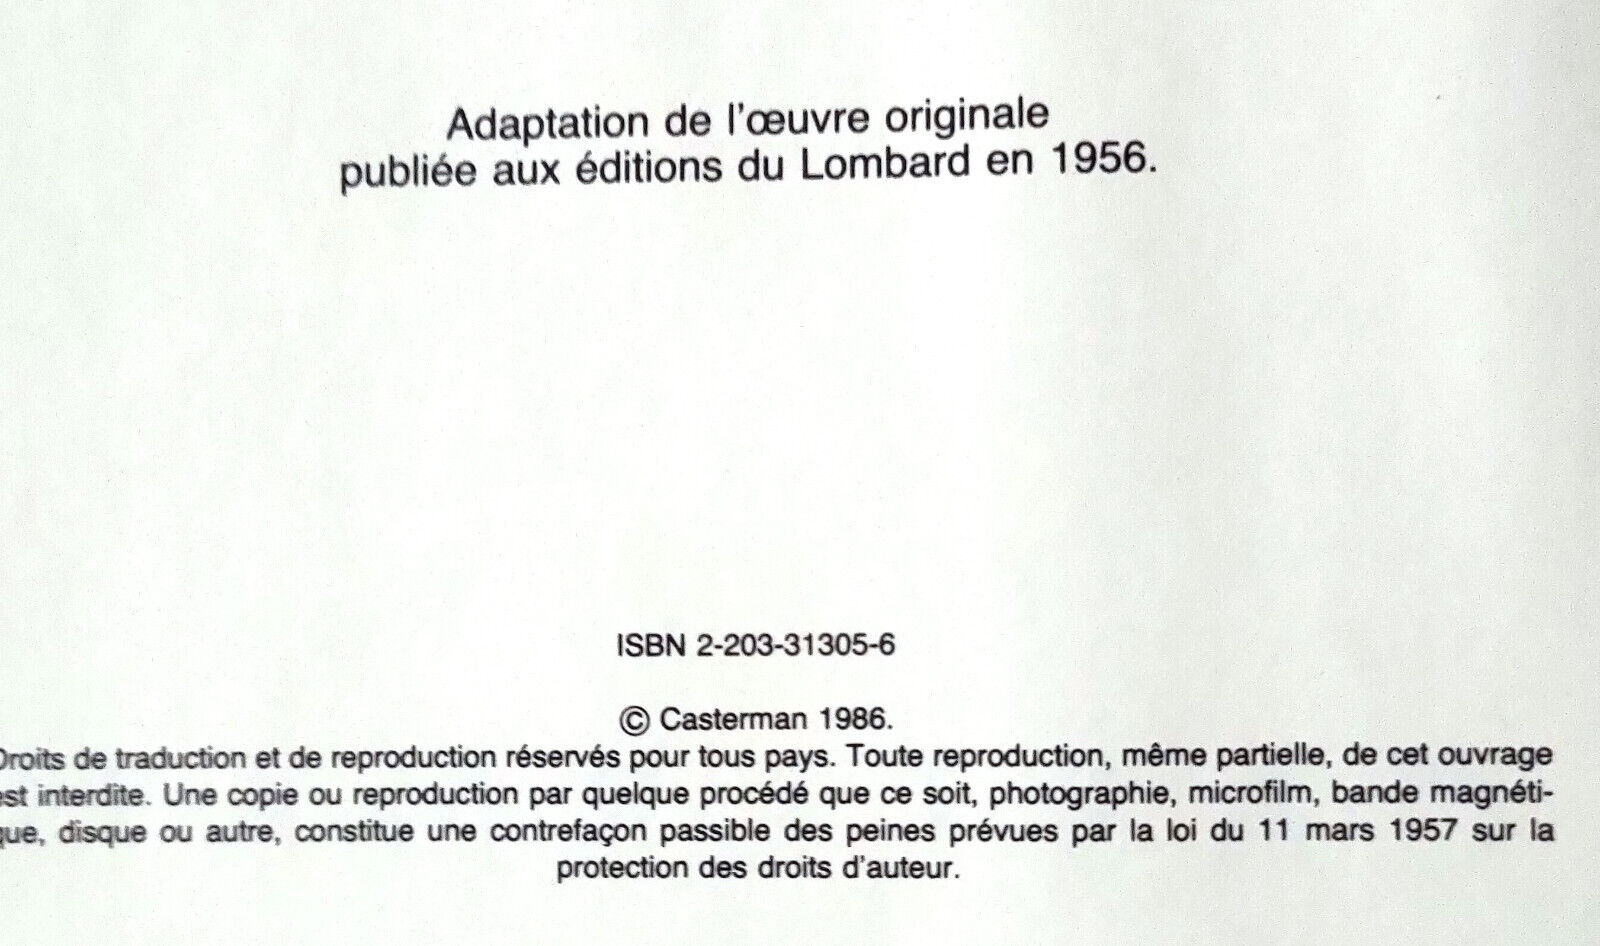 Adaptation de l'œuvre originale
publiée aux éditions du Lombard en 1956.
ISBN 2-203-31305-6
© Casterman 1986.
Droits de traduction et de reproduction réservés pour tous pays. Toute reproduction, même partielle, de cet ouvrage
est interdite. Une copie ou reproduction par quelque procédé que ce soit, photographie, microfilm, bande magnéti-
que, disque ou autre, constitue une contrefaçon passible des peines prévues par la loi du 11 mars 1957 sur la
protection des droits d'auteur.